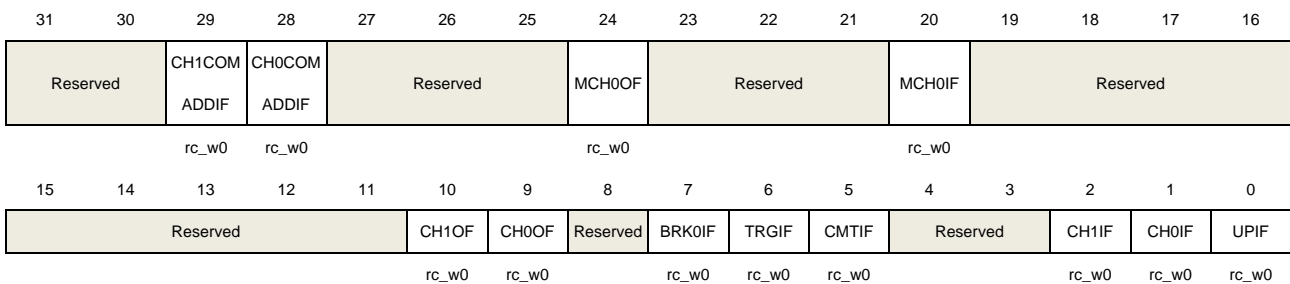 31 30 29 28 27 26 25 24 23 22 21 20 19 18 17 16
Reserved CH1COM ADDIF CH0COM ADDIF Reserved MCH0OF Reserved MCH0IF Reserved
rc_w0 rc_w0 rc_w0 rc_w0
15 14 13 12 11 10 9 8 7 6 5 4 3 2 1 0
Reserved CH1OF CH0OF Reserved BRK0IF TRGIF CMTIF Reserved CH1IF CH0IF UPIF
rc_w0 rc_w0 rc_w0 rc_w0 rc_w0 rc_w0 rc_w0 rc_w0